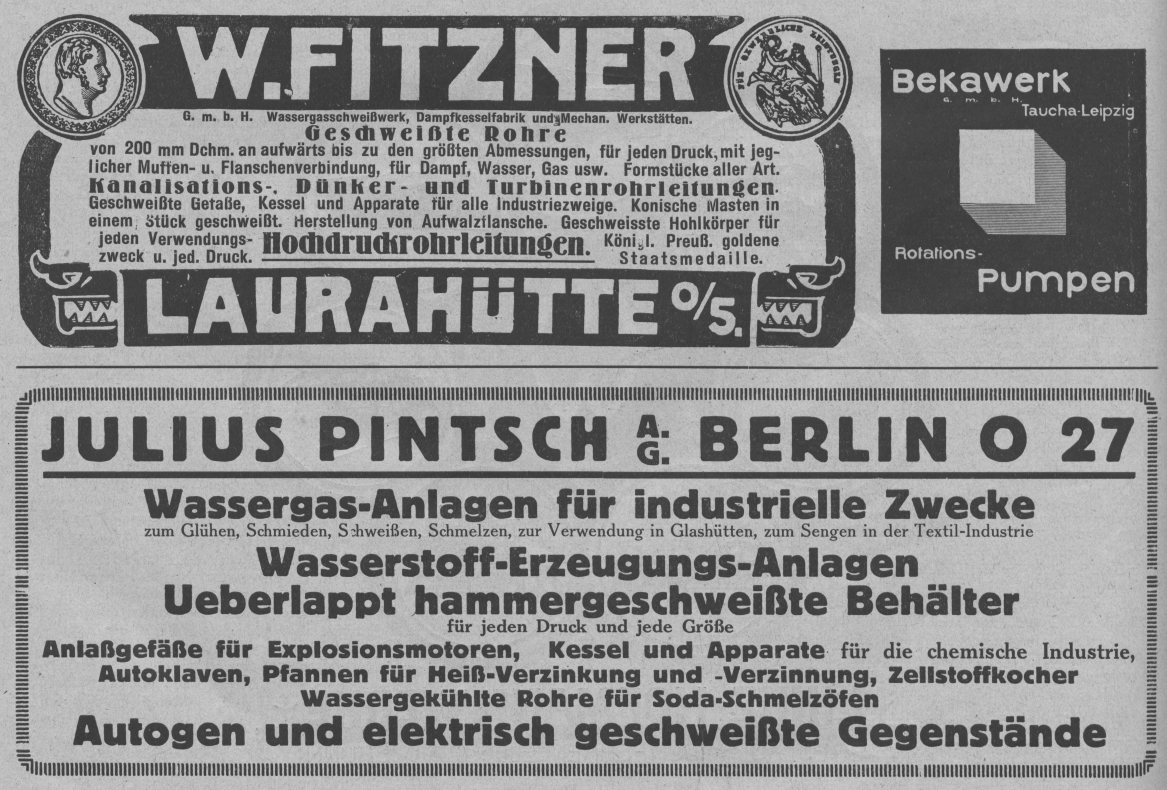 W. FITZNER
FÜR GEWERBLICHE LEISTUNGEN
G. m. b. H. Wassergasschweißwerk, Dampfkesselfabrik und Mechan. Werkstätten.
Geschweißte Rohre
von 200 mm Dchm. an aufwärts bis zu den größten Abmessungen, für jeden Druck, mit jeg-
licher Muffen- u. Flanschenverbindung, für Dampf, Wasser, Gas usw. Formstücke aller Art.
Kanalisations-, Dünker- und Turbinenrohrleitungen.
Geschweißte Gefaße, Kessel und Apparate für alle Industriezweige. Konische Masten in
einem Stück geschweißt. Herstellung von Aufwalzflansche. Geschweisste Hohlkörper für
jeden Verwendungs-
zweck u. jed. Druck.
Hochdruckrohrleitungen.
Königl. Preuß. goldene
Staatsmedaille.
LAURAHÜTTE O/S.
Bekawerk
G. m. b. H.
Taucha-Leipzig
Rotations-
Pumpen
JULIUS PINTSCH A.G. BERLIN O 27
Wassergas-Anlagen für industrielle Zwecke
zum Glühen, Schmieden, Schweißen, Schmelzen, zur Verwendung in Glashütten, zum Sengen in der Textil-Industrie
Wasserstoff-Erzeugungs-Anlagen
Ueberlappt hammergeschweißte Behälter
für jeden Druck und jede Größe
Anlaßgefäße für Explosionsmotoren, Kessel und Apparate für die chemische Industrie,
Autoklaven, Pfannen für Heiß-Verzinkung und -Verzinnung, Zellstoffkocher
Wassergekühlte Rohre für Soda-Schmelzöfen
Autogen und elektrisch geschweißte Gegenstände